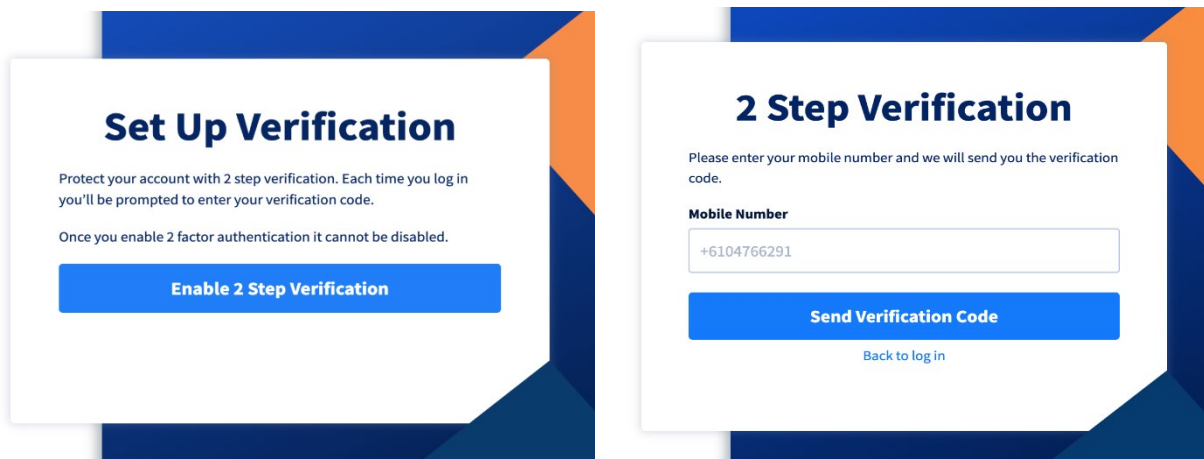 Set Up Verification
Protect your account with 2 step verification. Each time you log in
you'll be prompted to enter your verification code.
Once you enable 2 factor authentication it cannot be disabled.
Enable 2 Step Verification
2 Step Verification
Please enter your mobile number and we will send you the verification
code.
Mobile Number
+6104766291
Send Verification Code
Back to log in